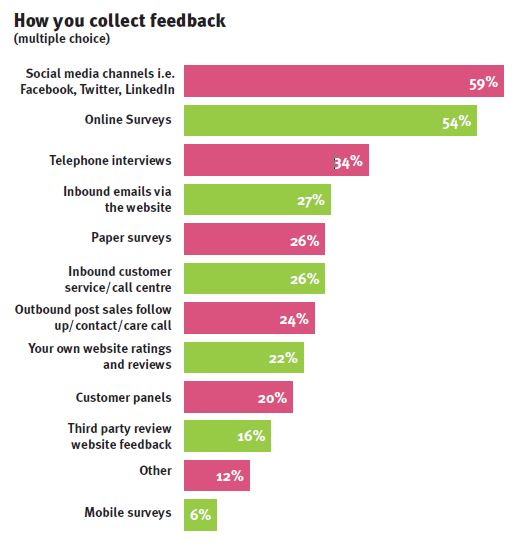 How you collect feedback
(multiple choice)
Social media channels i.e.
Facebook, Twitter, LinkedIn
59%
Online Surveys
54%
Telephone interviews
34%
Inbound emails via
the website
27%
Paper surveys
26%
Inbound customer
service/call centre
26%
Outbound post sales follow
up/contact/care call
24%
Your own website ratings
and reviews
22%
Customer panels
20%
Third party review
website feedback
16%
Other
12%
Mobile surveys
6%